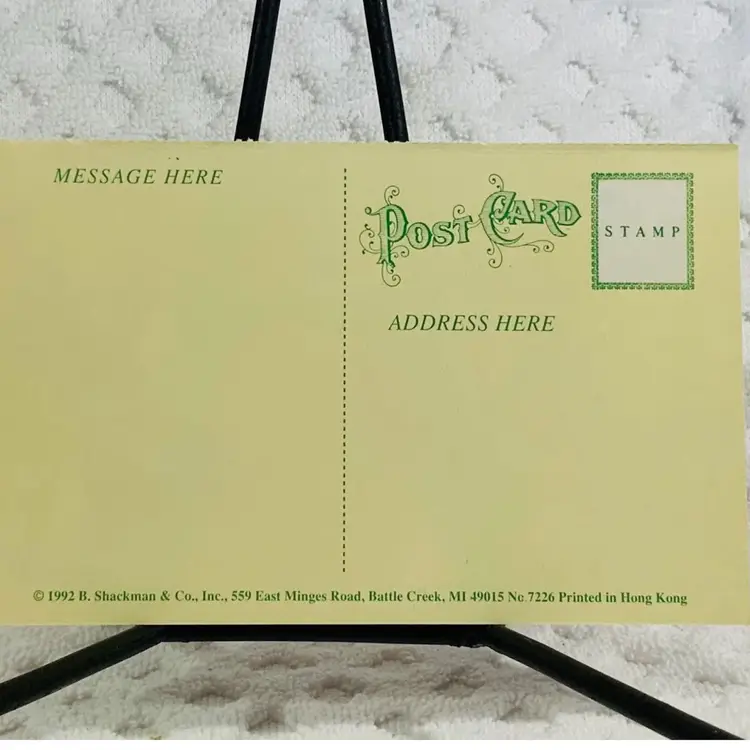 MESSAGE HERE
POST CARD
STAMP
ADDRESS HERE
© 1992 B. Shackman & Co., Inc., 559 East Minges Road, Battle Creek, MI 49015 No. 7226 Printed in Hong Kong